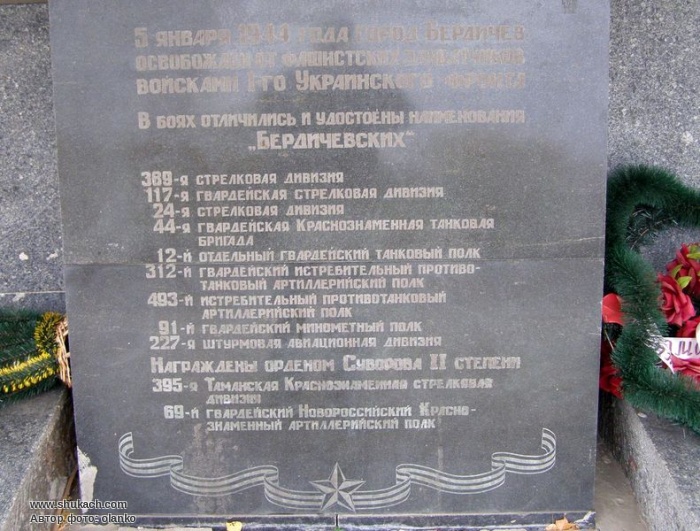 5 января 1944 года город Бердичев
освобожден от фашистских
войсками 1-го Украинского фронта
В боях отличились и удостоены наименования
„Бердичевских"
389-я стрелковая дивизия
117-я гвардейская стрелковая дивизия
24-я стрелковая дивизия
44-я гвардейская Краснознаменная танковая
бригада
12-й отдельный гвардейский танковый полк
312-й гвардейский истребительный противо-
танковый артиллерийский полк
493-й истребительный противотанковый
артиллерийский полк
91-й гвардейский минометный полк
227-я штурмовая авиационная дивизия
Награждены орденом Суворова II степени
395-я Таманская Краснознаменная стрелковая
дивизия
69-й гвардейский Новороссийский Красно-
знаменный артиллерийский полк
www.shukach.com
Автор фото: olanko